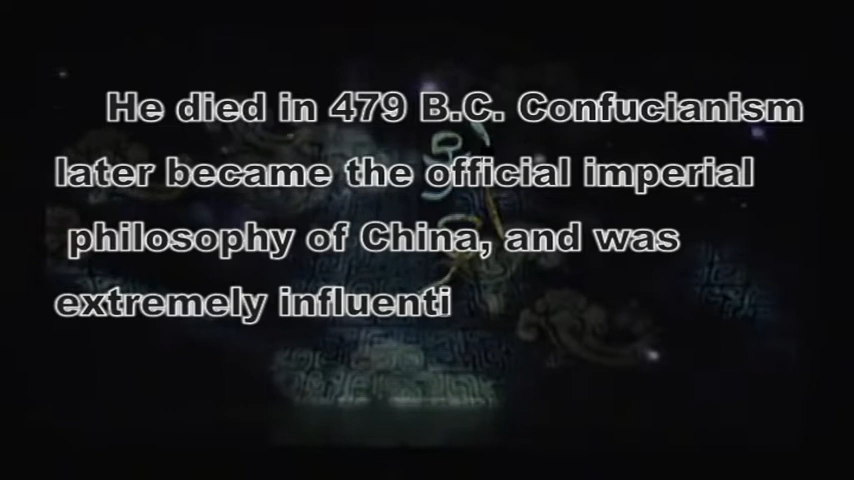 He died in 479 B.C. Confucianism
later became the official imperial
philosophy of China, and was
extremely influenti